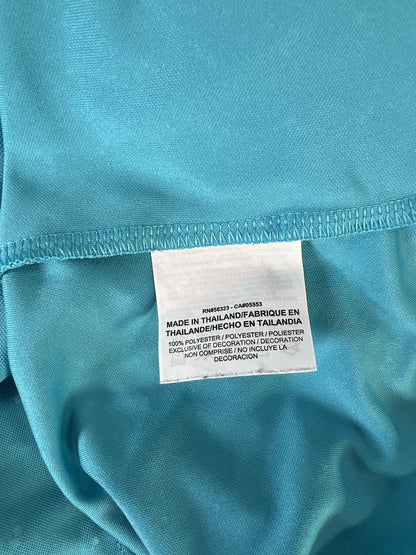 RN#56323 - CA#05553
MADE IN THAILAND/FABRIQUE EN
THAILANDE/HECHO EN TAILANDIA
100% POLYESTER / POLYESTER / POLIESTER
EXCLUSIVE OF DECORATION / DECORATION
NON COMPRISE / NO INCLUYE LA
DECORACION